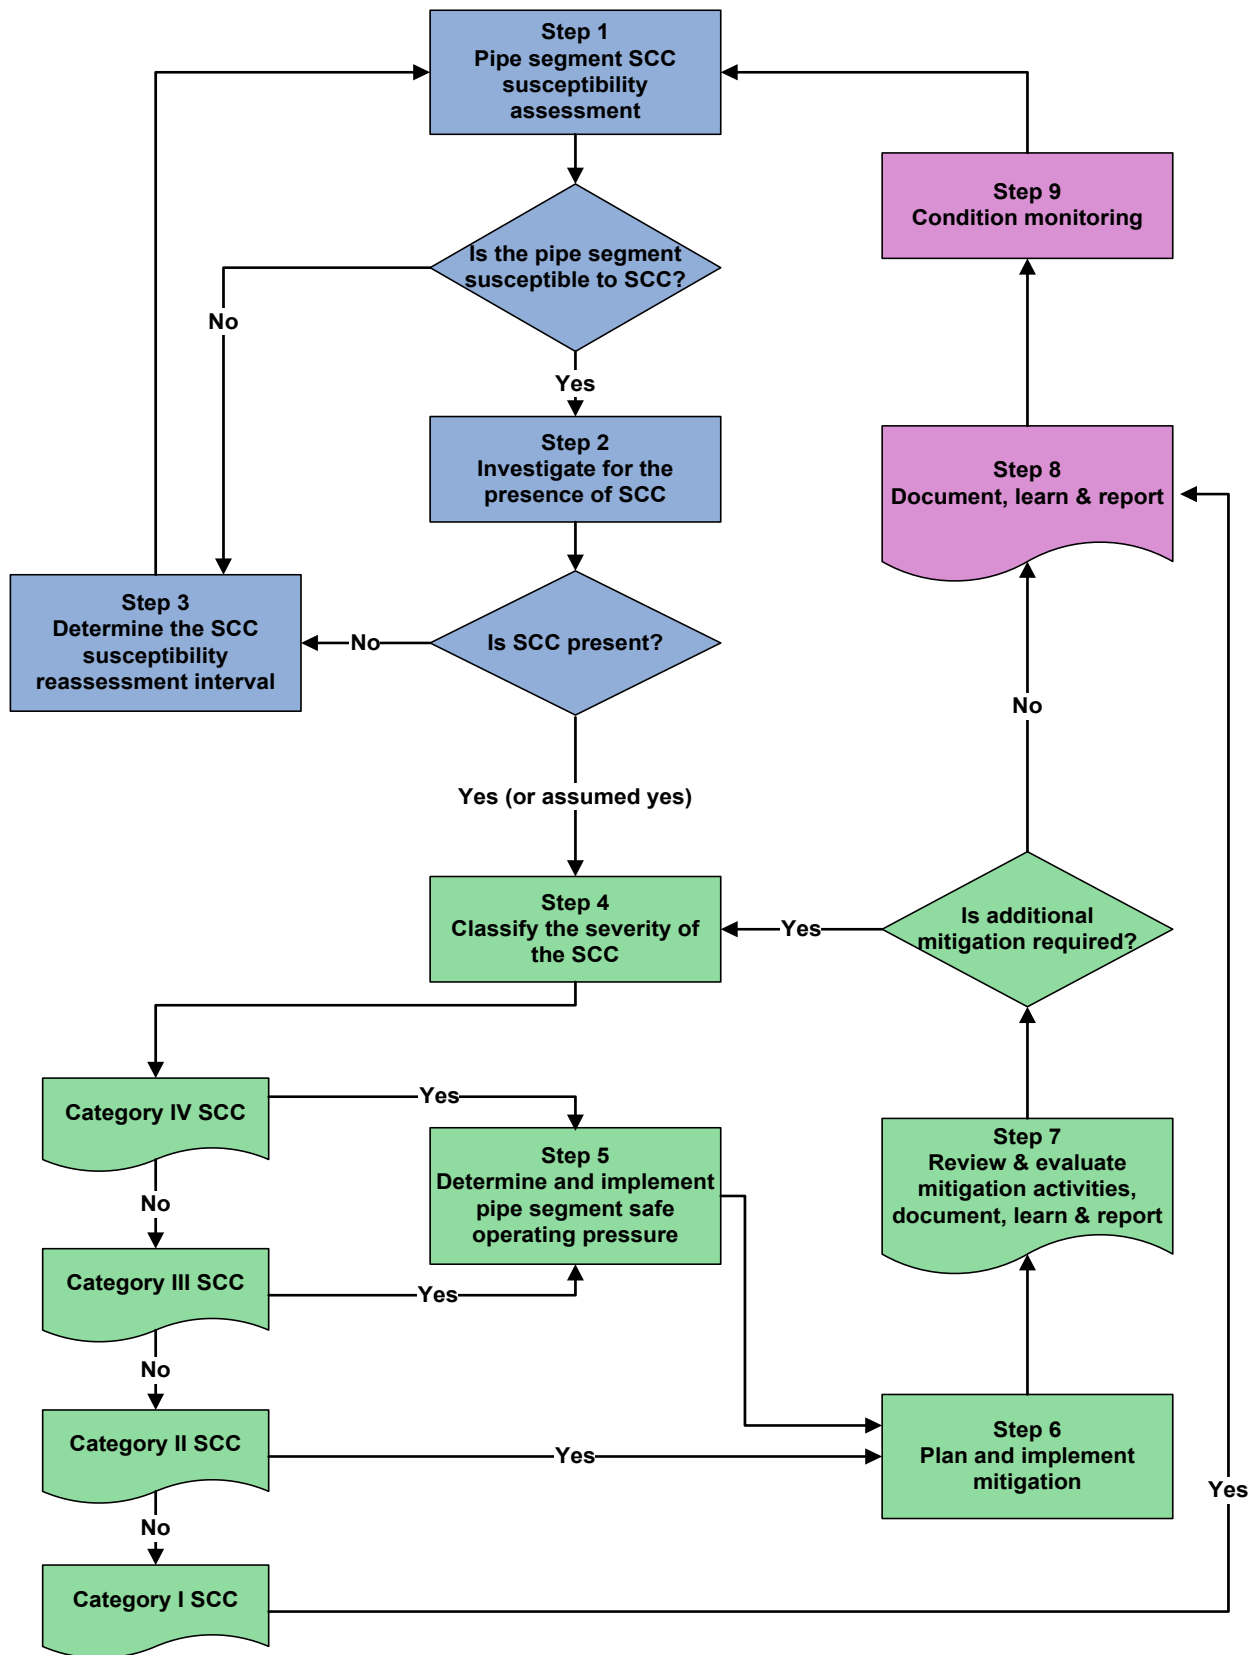 Step 1
Pipe segment SCC
susceptibility
assessment
Step 9
Condition monitoring
Is the pipe segment
susceptible to SCC?
No
Yes
Step 2
Investigate for the
presence of SCC
Step 8
Document, learn & report
Step 3
Determine the SCC
susceptibility
reassessment interval
No
Is SCC present?
No
Yes (or assumed yes)
Step 4
Classify the severity of
the SCC
Yes
Is additional
mitigation required?
Category IV SCC
Yes
Step 5
Determine and implement
pipe segment safe
operating pressure
Step 7
Review & evaluate
mitigation activities,
document, learn & report
No
Category III SCC
Yes
No
Category II SCC
Yes
Step 6
Plan and implement
mitigation
Yes
No
Category I SCC